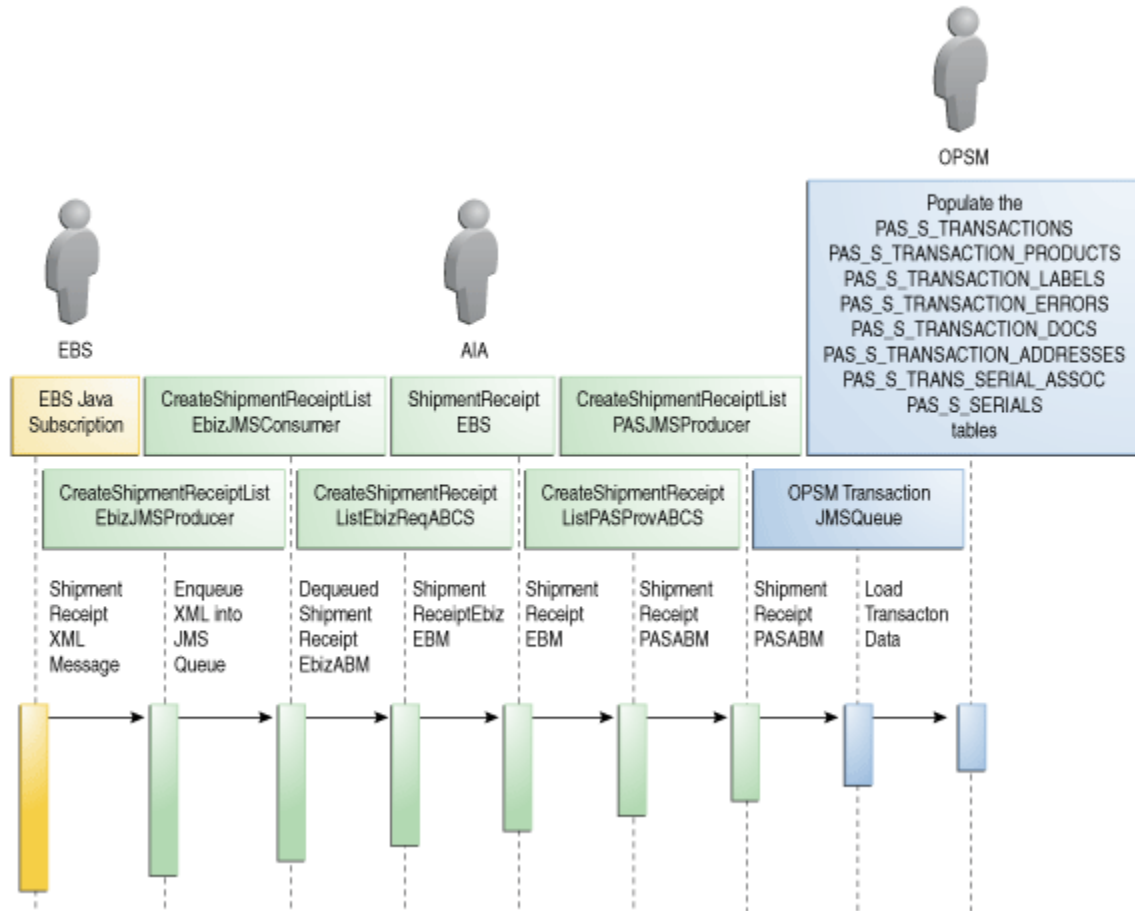 OPSM
Populate the
PAS_S_TRANSACTIONS
PAS_S_TRANSACTION_PRODUCTS
PAS_S_TRANSACTION_LABELS
PAS_S_TRANSACTION_ERRORS
PAS_S_TRANSACTION_DOCS
PAS_S_TRANSACTION_ADDRESSES
PAS_S_TRANS_SERIAL_ASSOC
PAS_S_SERIALS
tables
EBS
AIA
EBS Java
Subscription
CreateShipmentReceiptList
EbizJMSConsumer
ShipmentReceipt
EBS
CreateShipmentReceiptList
PASJMSProducer
CreateShipmentReceiptList
EbizJMSProducer
CreateShipmentReceipt
ListEbizReqABCS
CreateShipmentReceipt
ListPASProvABCS
OPSM Transaction
JMSQueue
Shipment
Receipt
XML
Message
Enqueue
XML into
JMS
Queue
Dequeued
Shipment
Receipt
EbizABM
Shipment
ReceiptEbiz
EBM
Shipment
Receipt
EBM
Shipment
Receipt
PASABM
Shipment
Receipt
PASABM
Load
Transacton
Data